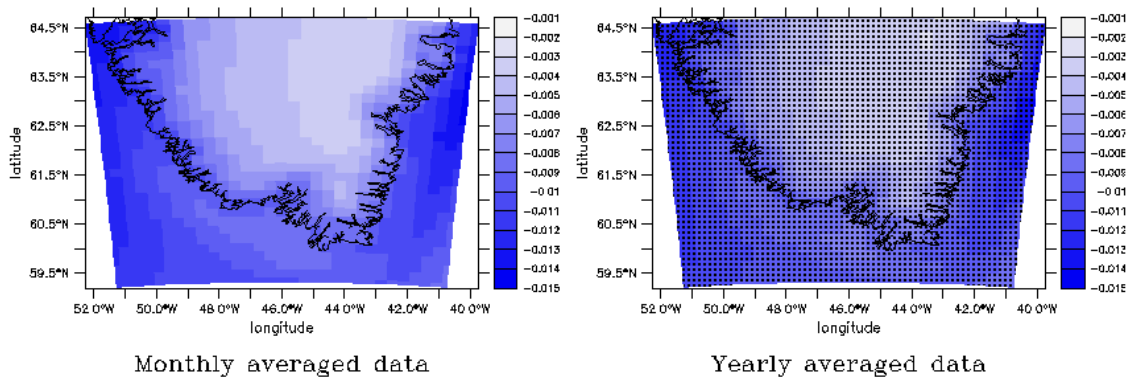 64.5°N
63.5°N
62.5°N
61.5°N
60.5°N
59.5°N
latitude
52.0°W 50.0°W 48.0°W 46.0°W 44.0°W 42.0°W 40.0°W
longitude
-0.001
-0.002
-0.003
-0.004
-0.005
-0.006
-0.007
-0.008
-0.009
-0.01
-0.011
-0.012
-0.013
-0.014
-0.015
Monthly averaged data
64.5°N
63.5°N
62.5°N
61.5°N
60.5°N
59.5°N
latitude
52.0°W 50.0°W 48.0°W 46.0°W 44.0°W 42.0°W 40.0°W
longitude
-0.001
-0.002
-0.003
-0.004
-0.005
-0.006
-0.007
-0.008
-0.009
-0.01
-0.011
-0.012
-0.013
-0.014
-0.015
Yearly averaged data